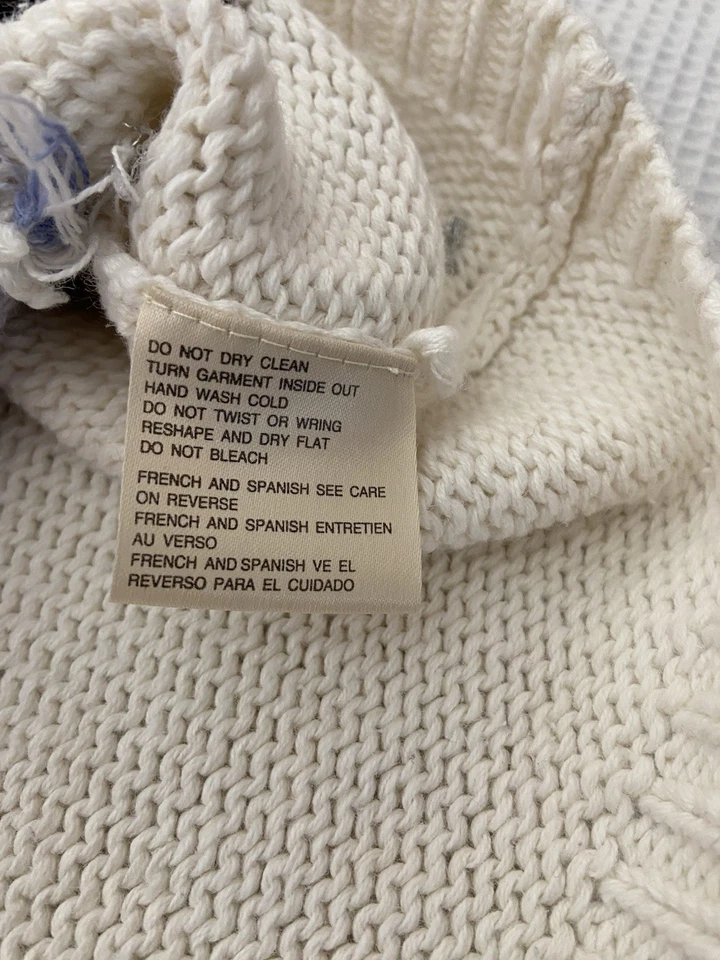 DO NOT DRY CLEAN
TURN GARMENT INSIDE OUT
HAND WASH COLD
DO NOT TWIST OR WRING
RESHAPE AND DRY FLAT
DO NOT BLEACH
FRENCH AND SPANISH SEE CARE
ON REVERSE
FRENCH AND SPANISH ENTRETIEN
AU VERSO
FRENCH AND SPANISH VE EL
REVERSO PARA EL CUIDADO